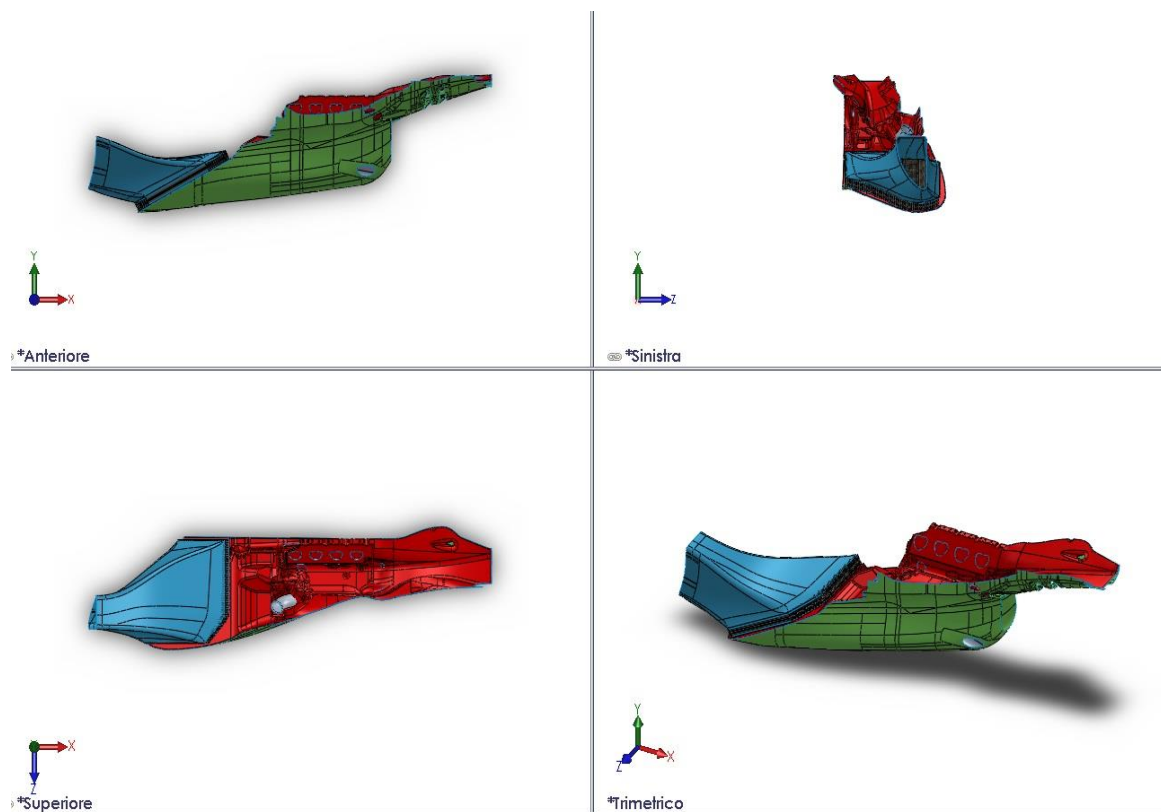 Y
X
*Anteriore
Y
Z
*Sinistra
X
Z
*Superiore
Y
X
Z
*Trimetrico